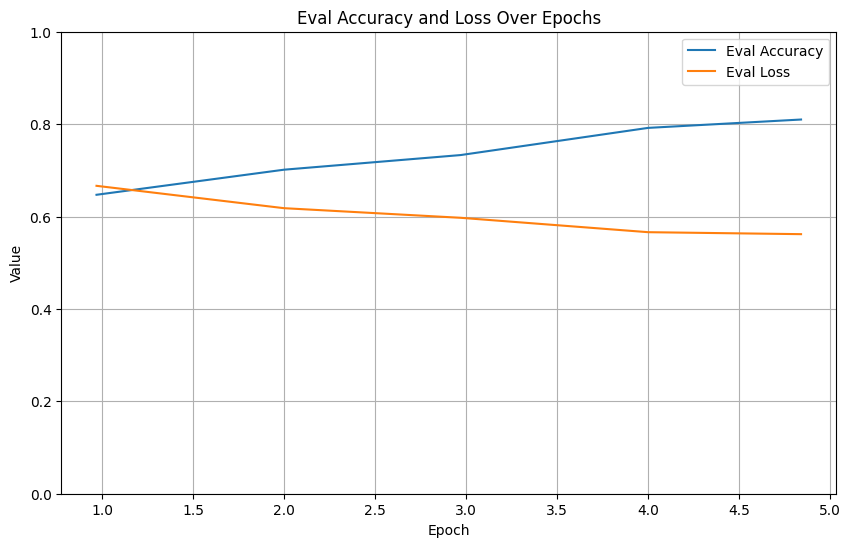 Eval Accuracy and Loss Over Epochs
Eval Accuracy
Eval Loss
Value
1.0
0.8
0.6
0.4
0.2
0.0
1.0 1.5 2.0 2.5 3.0 3.5 4.0 4.5 5.0
Epoch